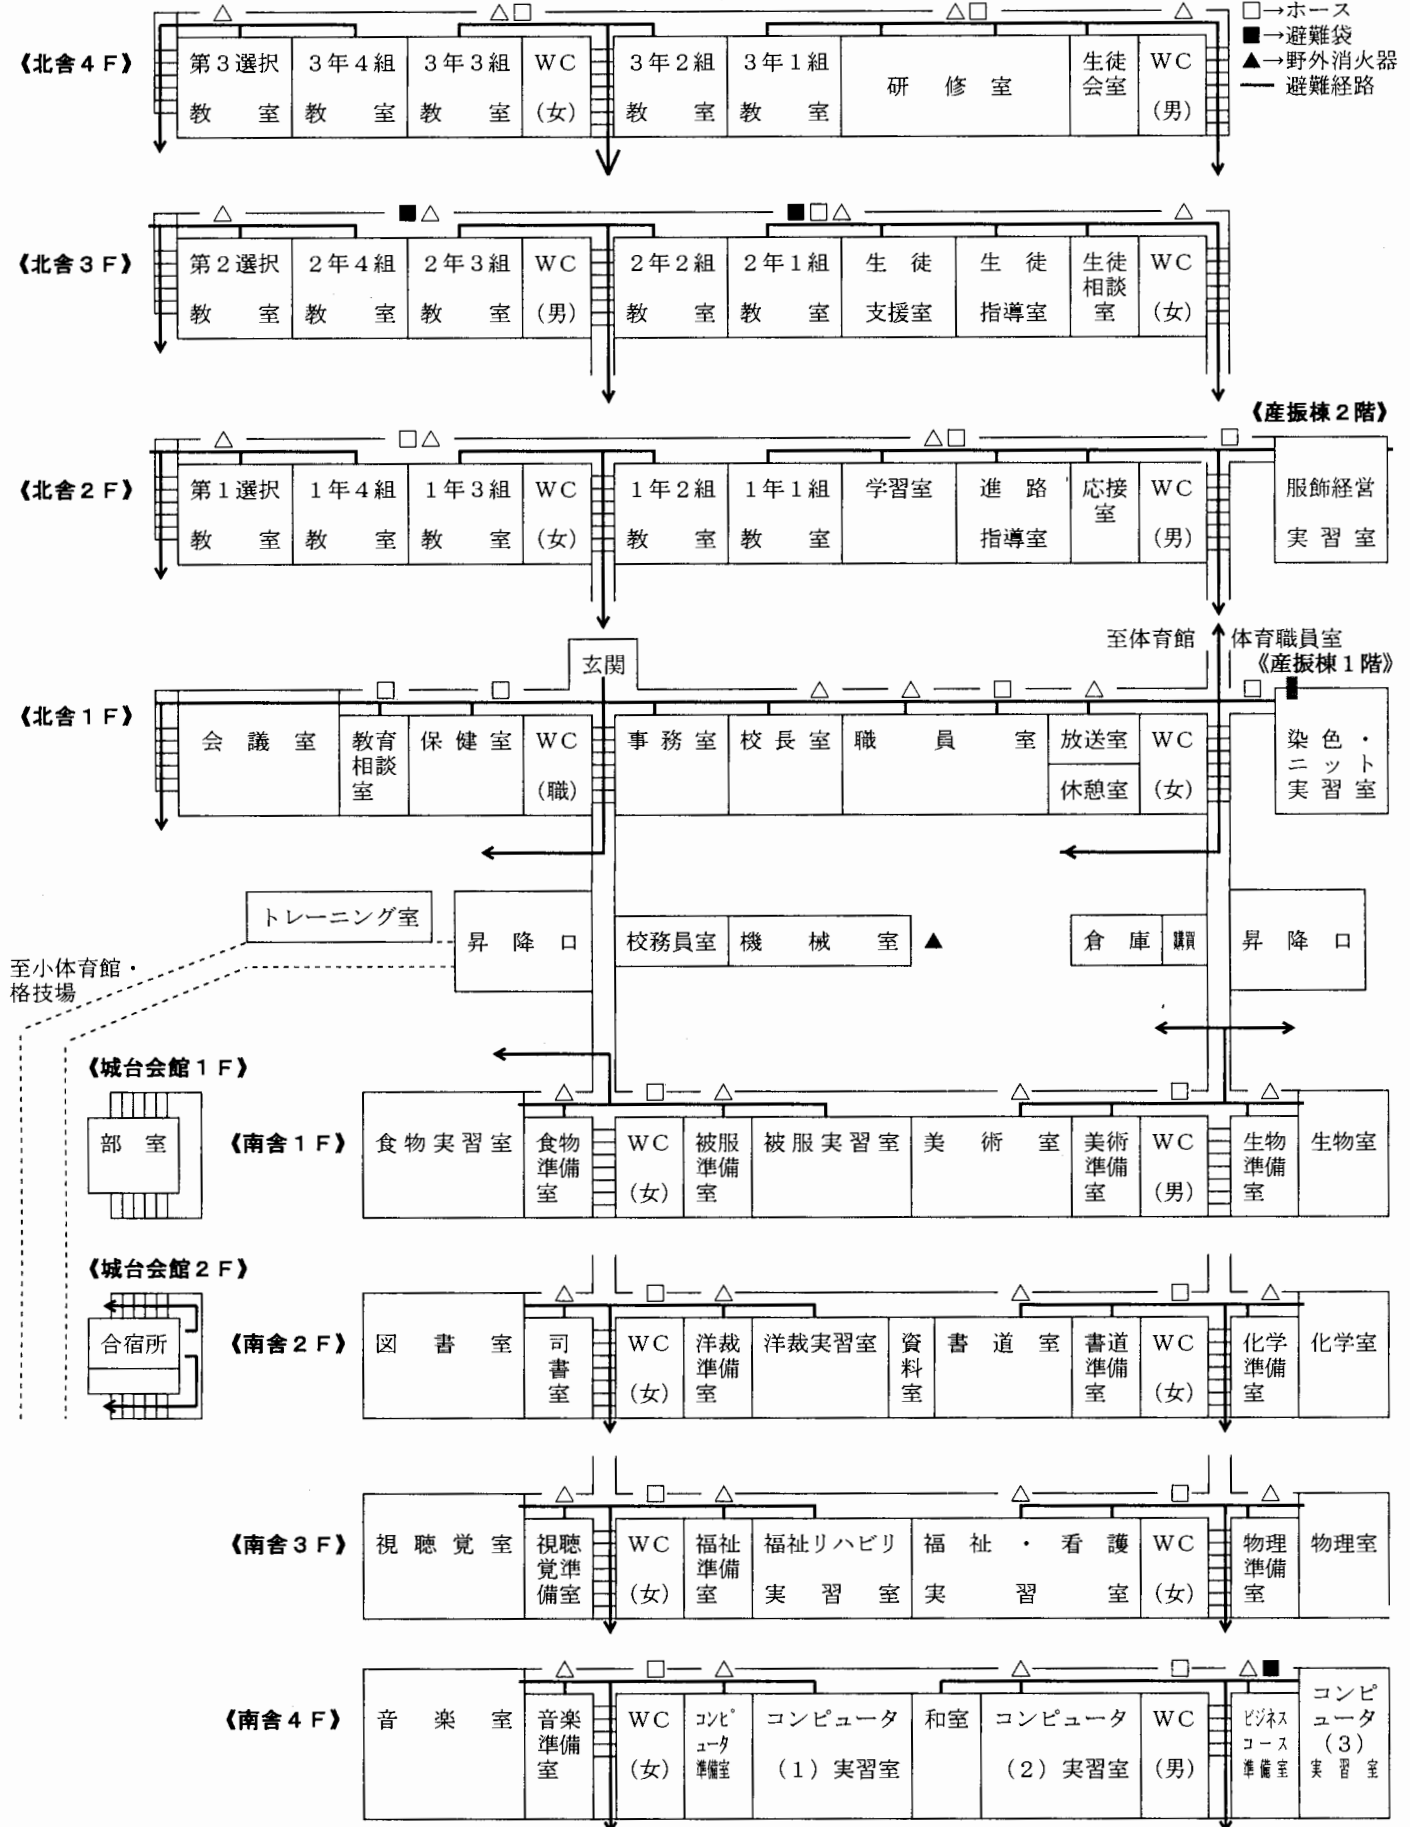 □→ホース
■→避難袋
▲→野外消火器
― 避難経路
《北舎4F》
第3選択教室
3年4組教室
3年3組教室
WC(女)
3年2組教室
3年1組教室
研修室
生徒会室
WC(男)
《北舎3F》
第2選択教室
2年4組教室
2年3組教室
WC(男)
2年2組教室
2年1組教室
生徒支援室
生徒指導室
生徒相談室
WC(女)
《産振棟2階》
《北舎2F》
第1選択教室
1年4組教室
1年3組教室
WC(女)
1年2組教室
1年1組教室
学習室
進路指導室
応接室
WC(男)
服飾経営実習室
至体育館
体育職員室
《産振棟1階》
玄関
《北舎1F》
会議室
教育相談室
保健室
WC(職)
事務室
校長室
職員室
放送室
休憩室
WC(女)
染色・ニット実習室
トレーニング室
昇降口
校務員室
機械室
▲
倉庫
購買
昇降口
至小体育館・
格技場
《城台会館1F》
部室
《南舎1F》
食物実習室
食物準備室
WC(女)
被服準備室
被服実習室
美術室
美術準備室
WC(男)
生物準備室
生物室
《城台会館2F》
合宿所
《南舎2F》
図書室
司書室
WC(女)
洋裁準備室
洋裁実習室
資料室
書道室
書道準備室
WC(女)
化学準備室
化学室
《南舎3F》
視聴覚室
視聴覚準備室
WC(女)
福祉準備室
福祉リハビリ実習室
福祉・看護実習室
WC(女)
物理準備室
物理室
《南舎4F》
音楽室
音楽準備室
WC(女)
コンピュータ準備室
コンピュータ(1)実習室
和室
コンピュータ(2)実習室
WC(男)
ビジネスコース準備室
コンピュータ(3)実習室